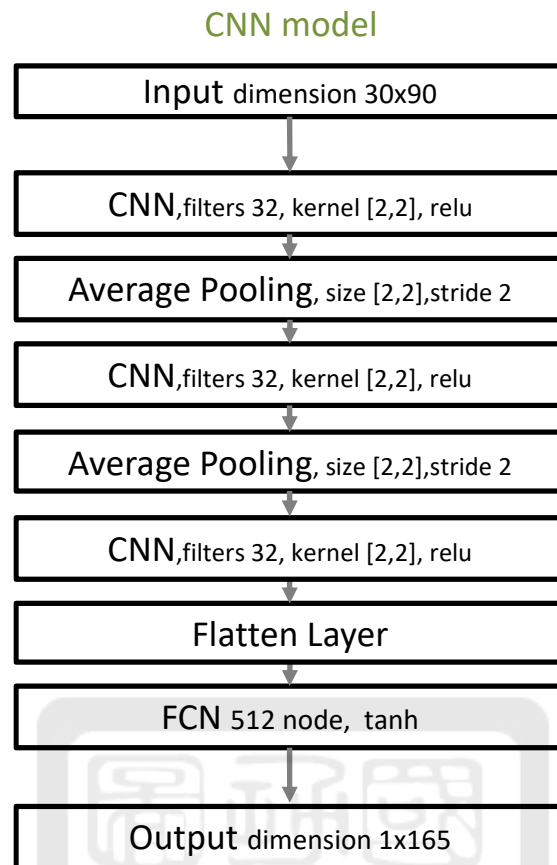 CNN model
Input dimension 30x90
CNN,filters 32, kernel [2,2], relu
Average Pooling, size [2,2],stride 2
CNN,filters 32, kernel [2,2], relu
Average Pooling, size [2,2],stride 2
CNN,filters 32, kernel [2,2], relu
Flatten Layer
FCN 512 node, tanh
Output dimension 1x165